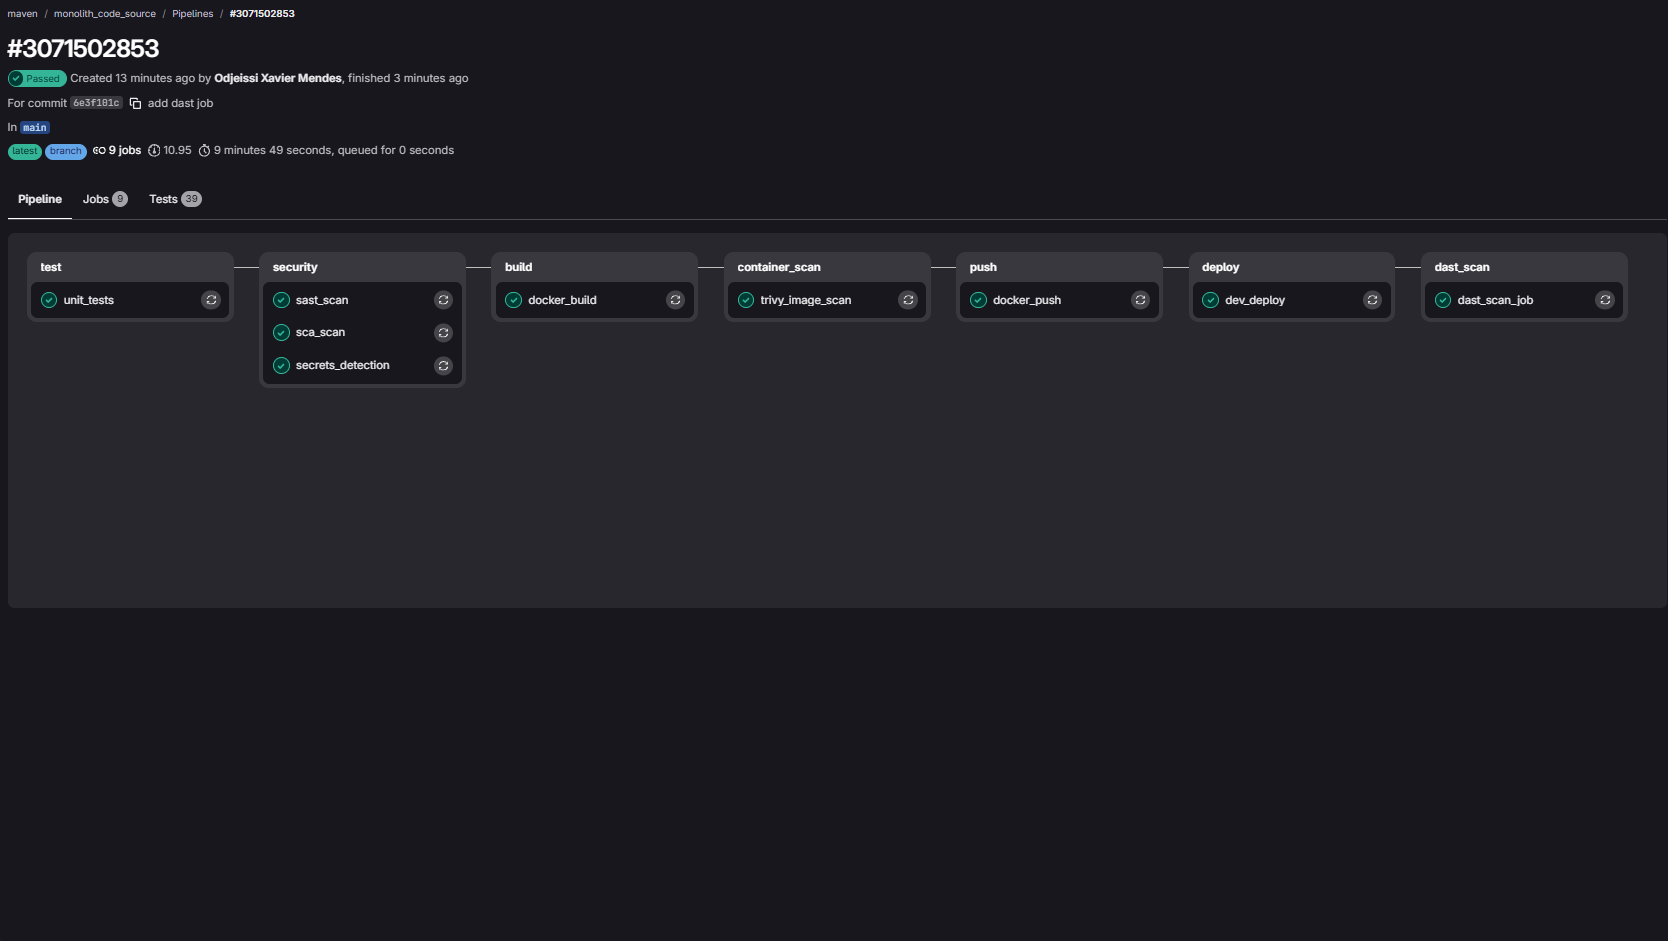 maven / monolith_code_source / Pipelines / #3071502853
#3071502853
Passed Created 13 minutes ago by Odjeissi Xavier Mendes, finished 3 minutes ago
For commit 6e3f101c add dast job
In main
latest branch 9 jobs 10.95 9 minutes 49 seconds, queued for 0 seconds
Pipeline Jobs 9 Tests 39
test
unit_tests
security
sast_scan
sca_scan
secrets_detection
build
docker_build
container_scan
trivy_image_scan
push
docker_push
deploy
dev_deploy
dast_scan
dast_scan_job